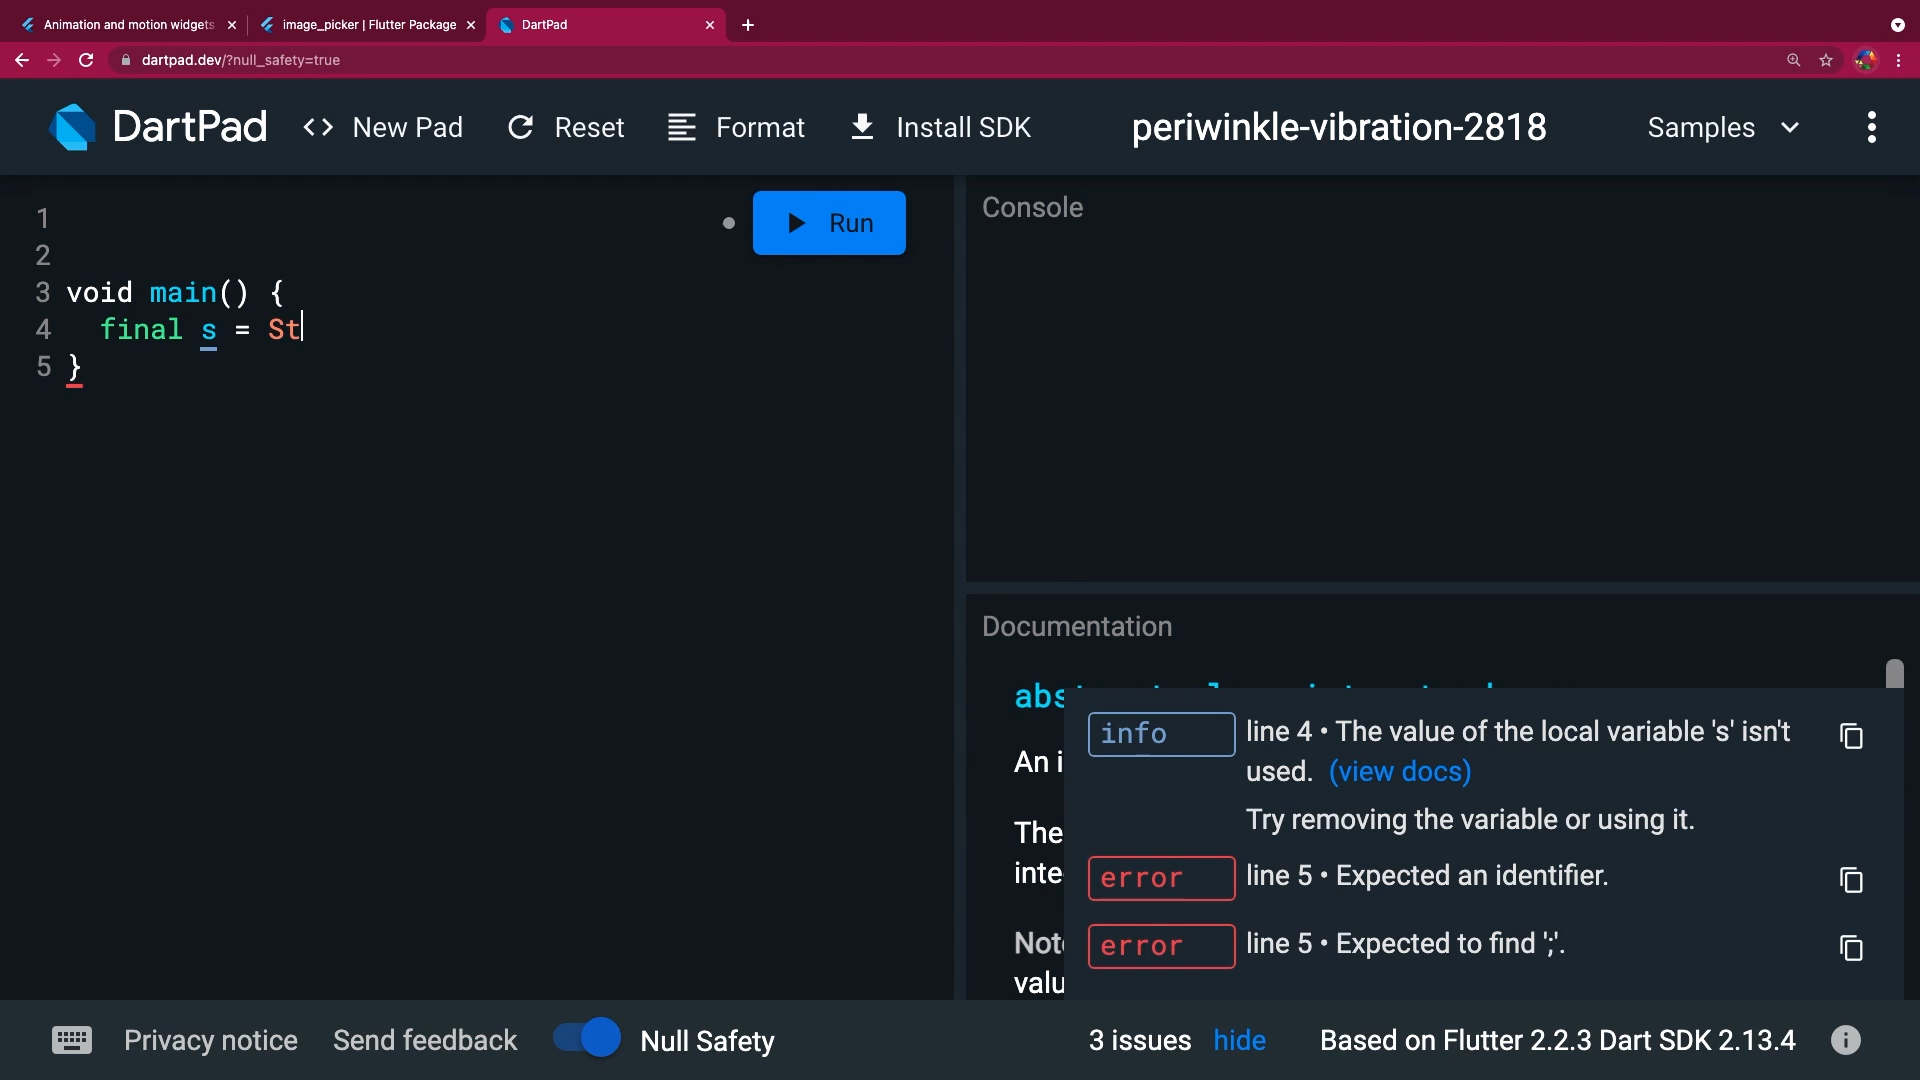 Animation and motion widgets
image_picker | Flutter Package
DartPad
dartpad.dev/?null_safety=true
DartPad
<> New Pad
Reset
Format
Install SDK
periwinkle-vibration-2818
Samples
Run
Console
1
2
3 void main() {
4 final s = St
5 }
Documentation
An i
The
inte
valu
info line 4 • The value of the local variable 's' isn't
used. (view docs)
Try removing the variable or using it.
error line 5 • Expected an identifier.
error line 5 • Expected to find ';'.
Privacy notice
Send feedback
Null Safety
3 issues hide
Based on Flutter 2.2.3 Dart SDK 2.13.4